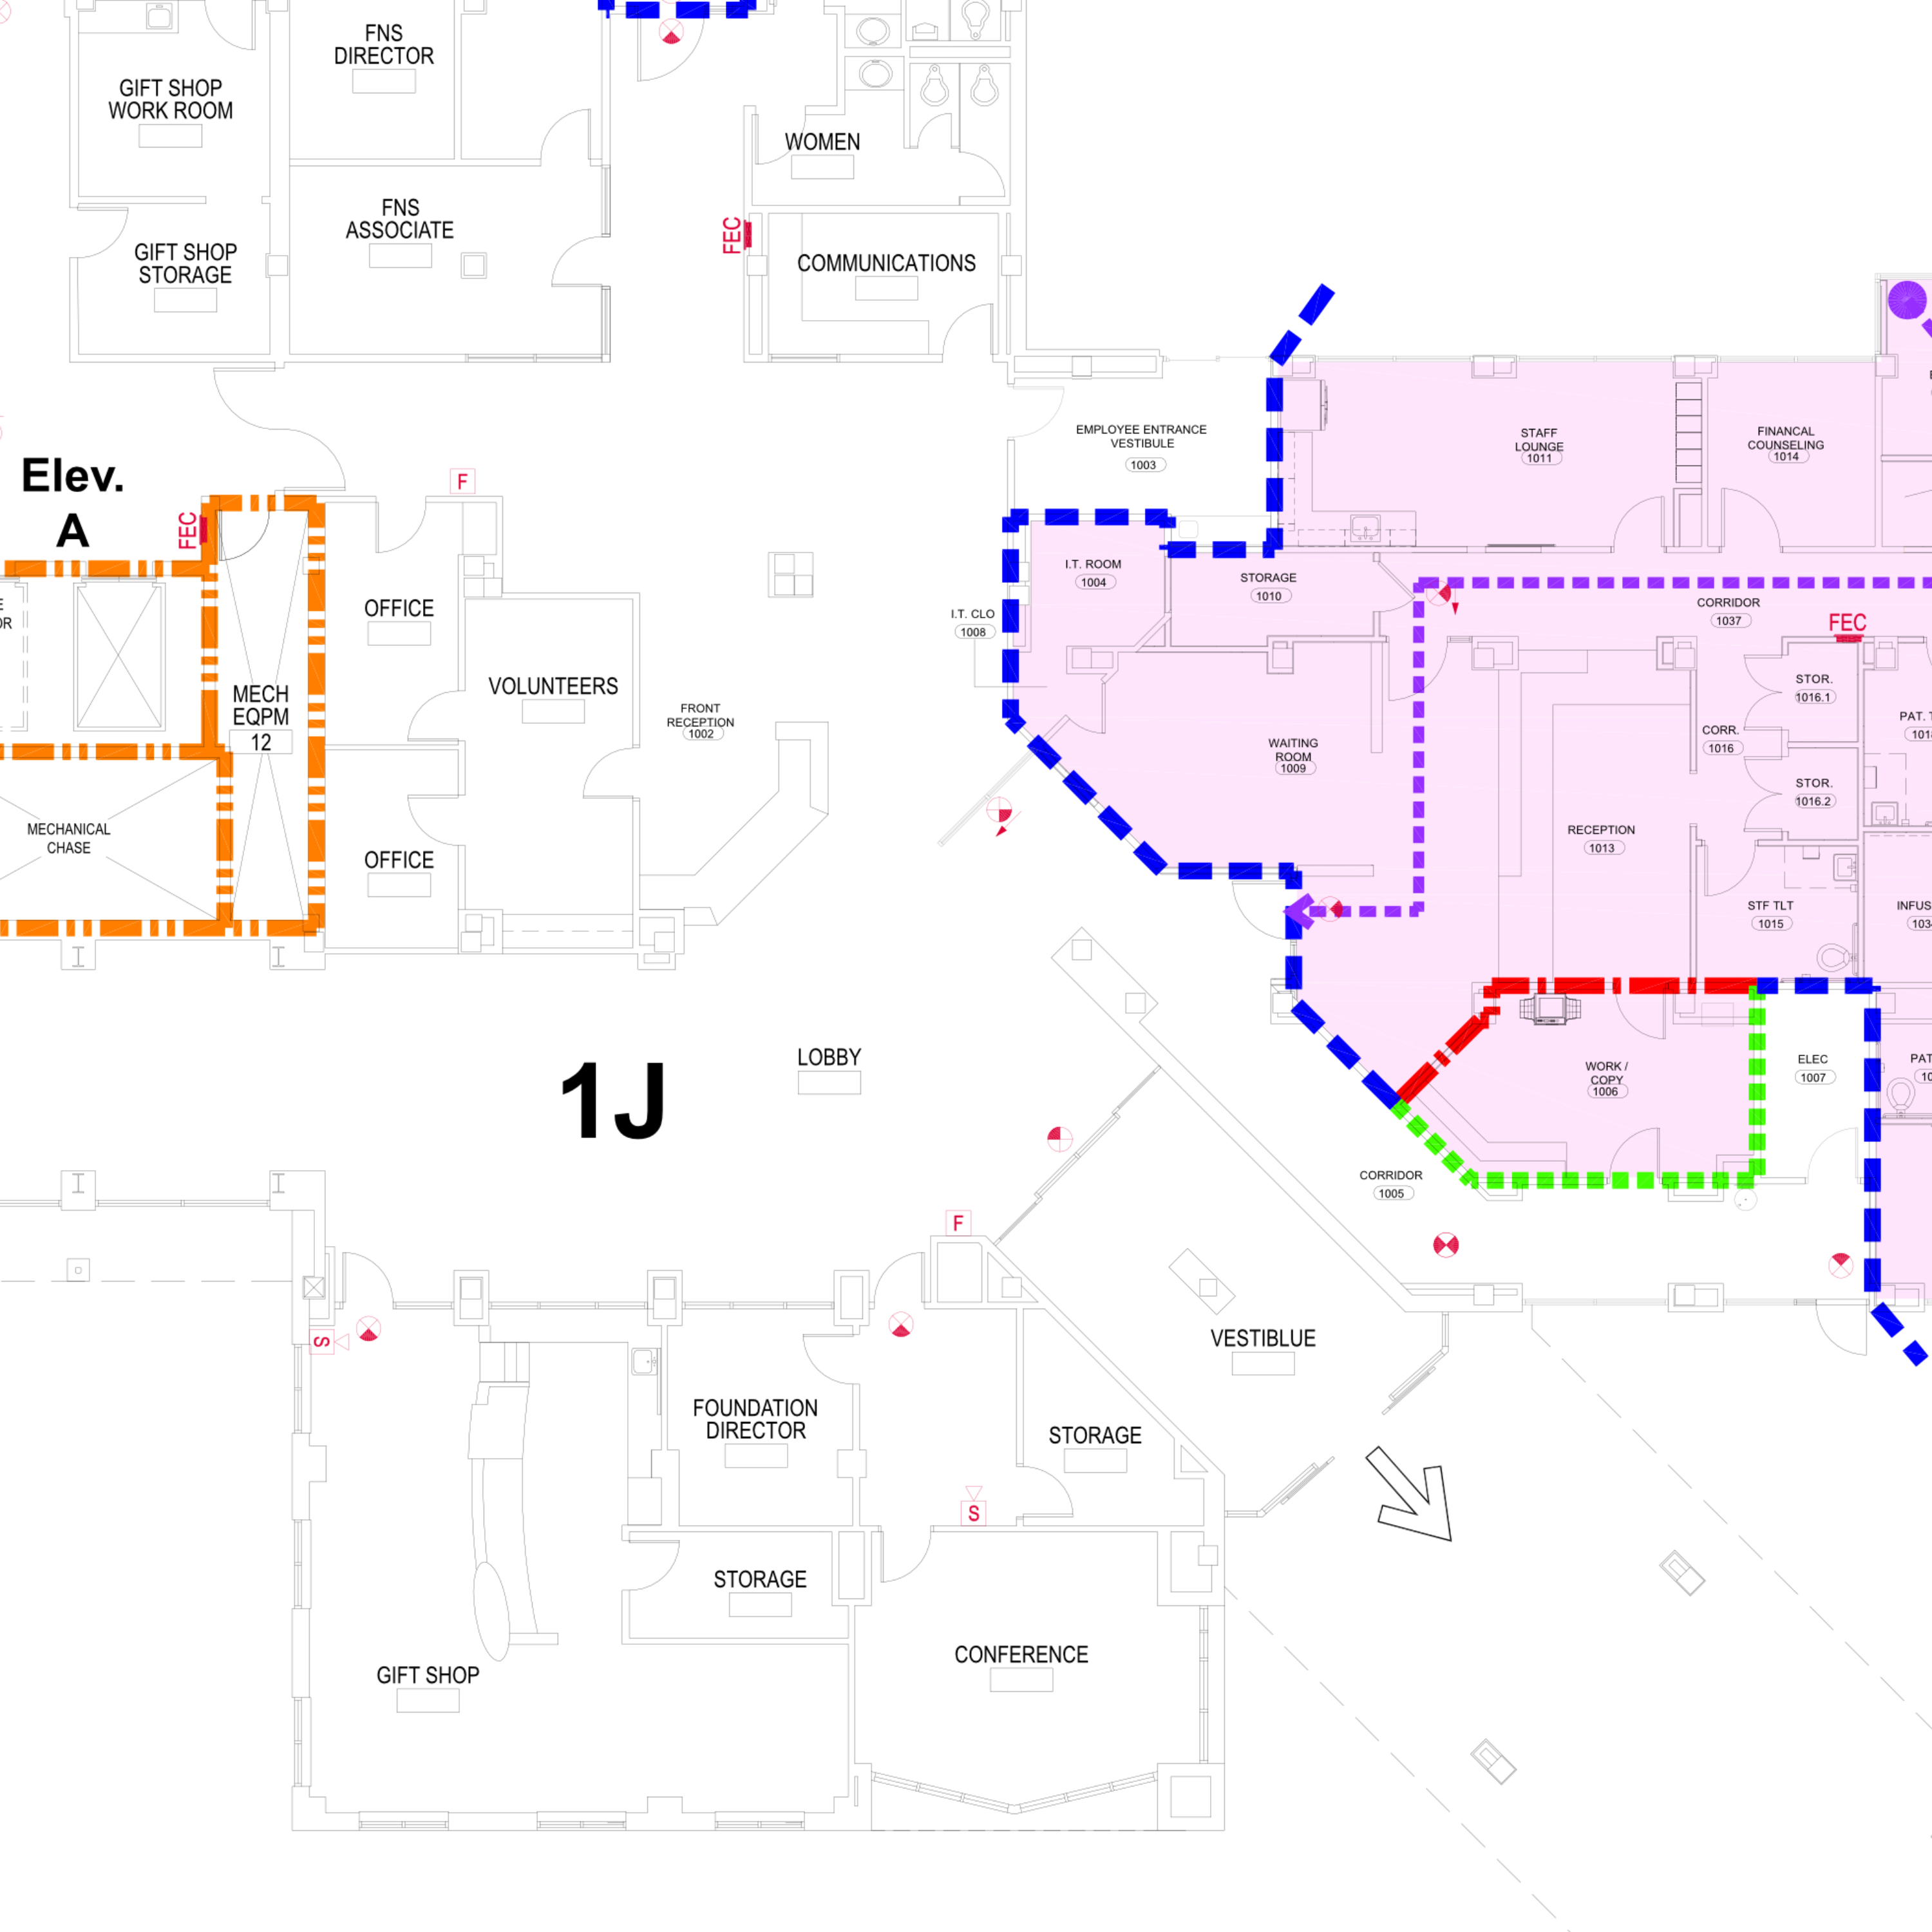 FNS
DIRECTOR
GIFT SHOP
WORK ROOM
WOMEN
FNS
ASSOCIATE
FEC
GIFT SHOP
STORAGE
COMMUNICATIONS
EMPLOYEE ENTRANCE
VESTIBULE
1003
STAFF
LOUNGE
1011
FINANCAL
COUNSELING
1014
Elev.
A
FEC
F
I.T. ROOM
1004
STORAGE
1010
I.T. CLO
1008
CORRIDOR
1037
FEC
OFFICE
VOLUNTEERS
MECH
EQPM
12
FRONT
RECEPTION
1002
WAITING
ROOM
1009
CORR.
1016
STOR.
1016.1
STOR.
1016.2
PAT.
MECHANICAL
CHASE
OFFICE
RECEPTION
1013
STF TLT
1015
INFUS
1J
LOBBY
WORK /
COPY
1006
ELEC
1007
PAT
CORRIDOR
1005
F
S
VESTIBLUE
FOUNDATION
DIRECTOR
STORAGE
S
STORAGE
CONFERENCE
GIFT SHOP